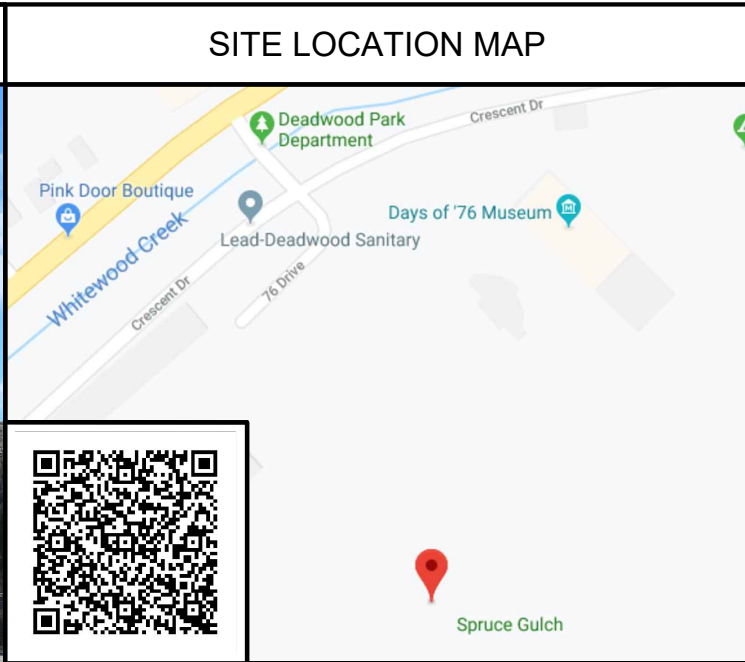 SITE LOCATION MAP
Deadwood Park
Department
Crescent Dr
Pink Door Boutique
Days of '76 Museum
Lead-Deadwood Sanitary
Whitewood Creek
Crescent Dr
76 Drive
Spruce Gulch